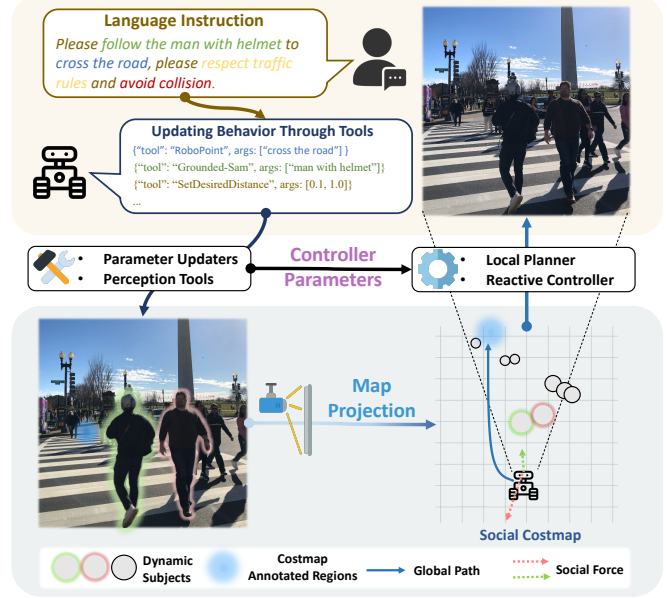 Language Instruction
Please follow the man with helmet to
cross the road, please respect traffic
rules and avoid collision.
Updating Behavior Through Tools
{"tool": "RoboPoint", args: ["cross the road"] }
{"tool": "Grounded-Sam", args: ["man with helmet"]}
{"tool": "SetDesiredDistance", args: [0.1, 1.0]}
...
• Parameter Updaters
• Perception Tools
Controller
Parameters
• Local Planner
• Reactive Controller
Map
Projection
Social Costmap
Dynamic
Subjects
Costmap
Annotated Regions
Global Path
Social Force